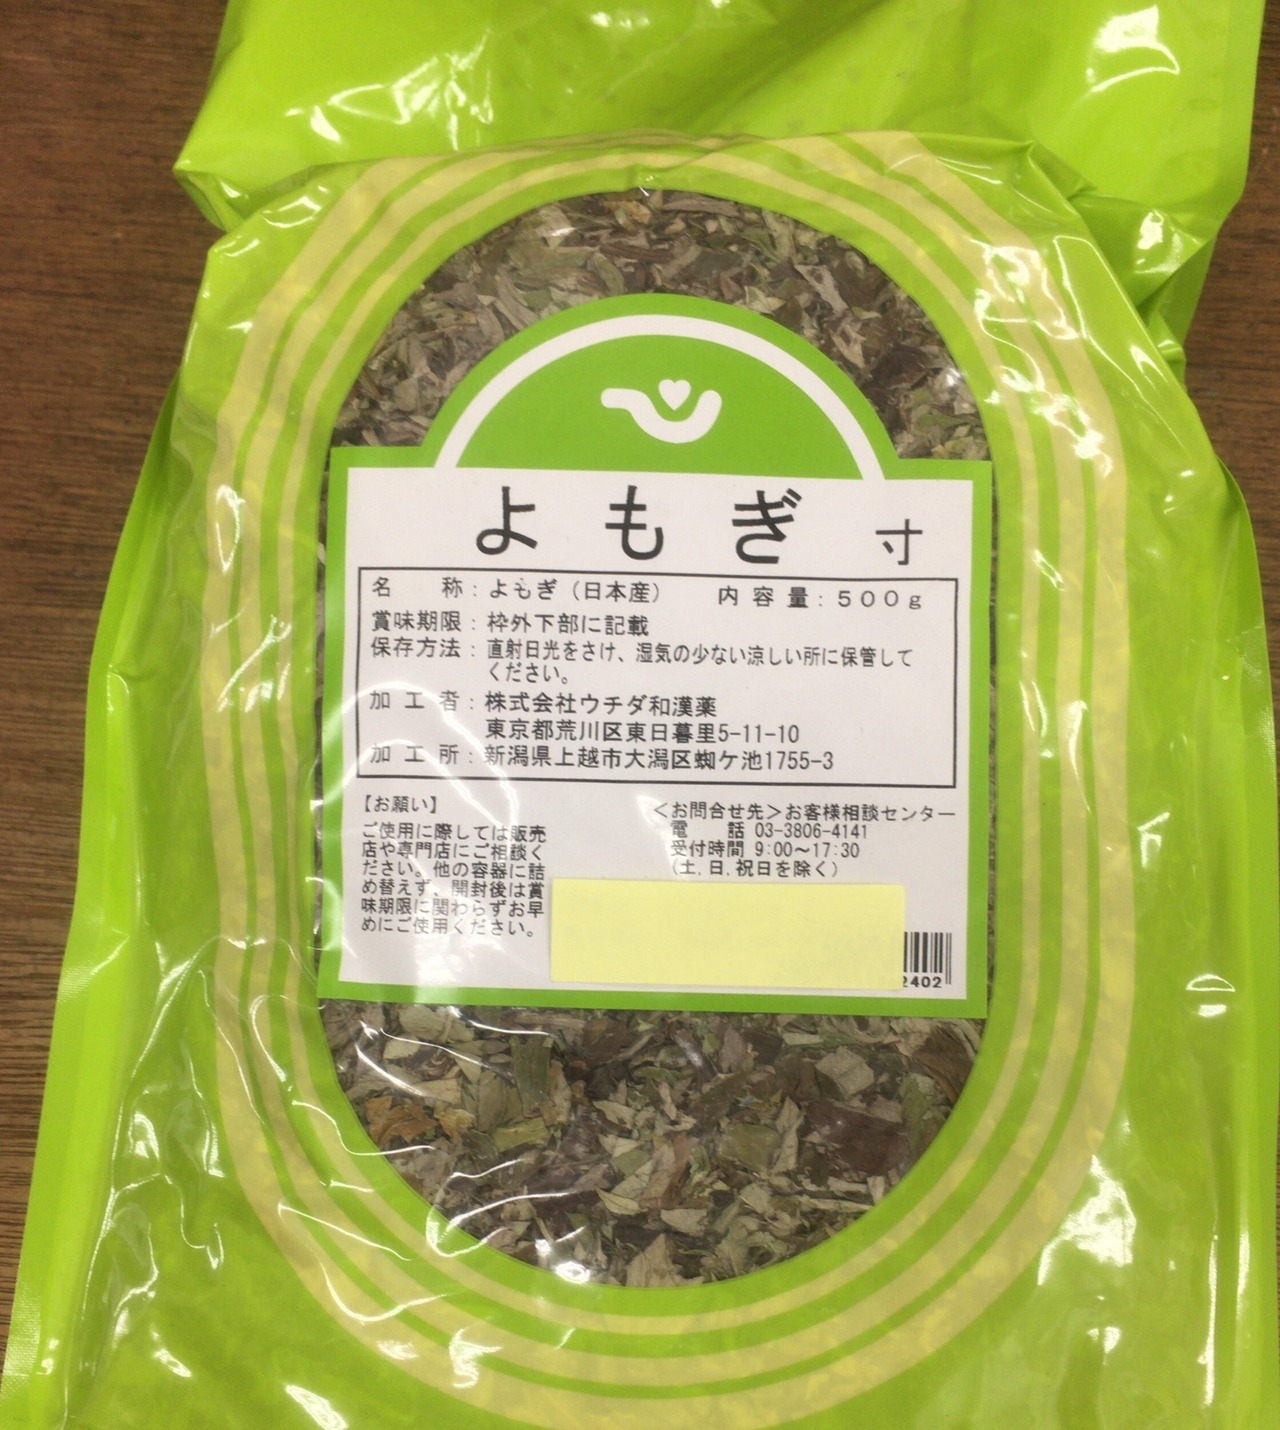 よもぎ 寸
名　　称：よもぎ（日本産）　内容量：５００ｇ
賞味期限：枠外下部に記載
保存方法：直射日光をさけ、湿気の少ない涼しい所に保管して
ください。
加工者：株式会社ウチダ和漢薬
東京都荒川区東日暮里5-11-10
加工所：新潟県上越市大潟区蜘ケ池1755-3
【お願い】
ご使用に際しては販売
店や専門店にご相談く
ださい。他の容器に詰
め替えず、開封後は賞
味期限に関わらずお早
めにご使用ください。
＜お問合せ先＞お客様相談センター
電　　話 03-3806-4141
受付時間 9:00〜17:30
（土,日,祝日を除く）
2402